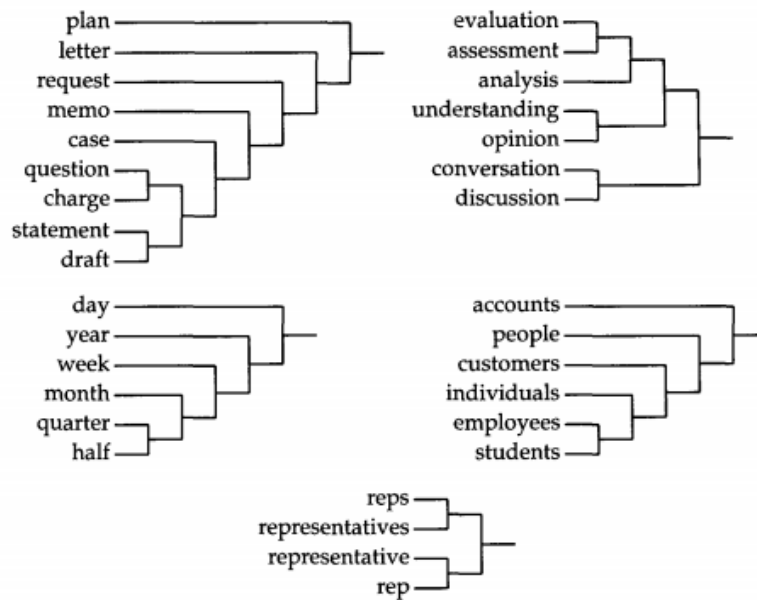 plan
letter
request
memo
case
question
charge
statement
draft
evaluation
assessment
analysis
understanding
opinion
conversation
discussion
day
year
week
month
quarter
half
accounts
people
customers
individuals
employees
students
reps
representatives
representative
rep